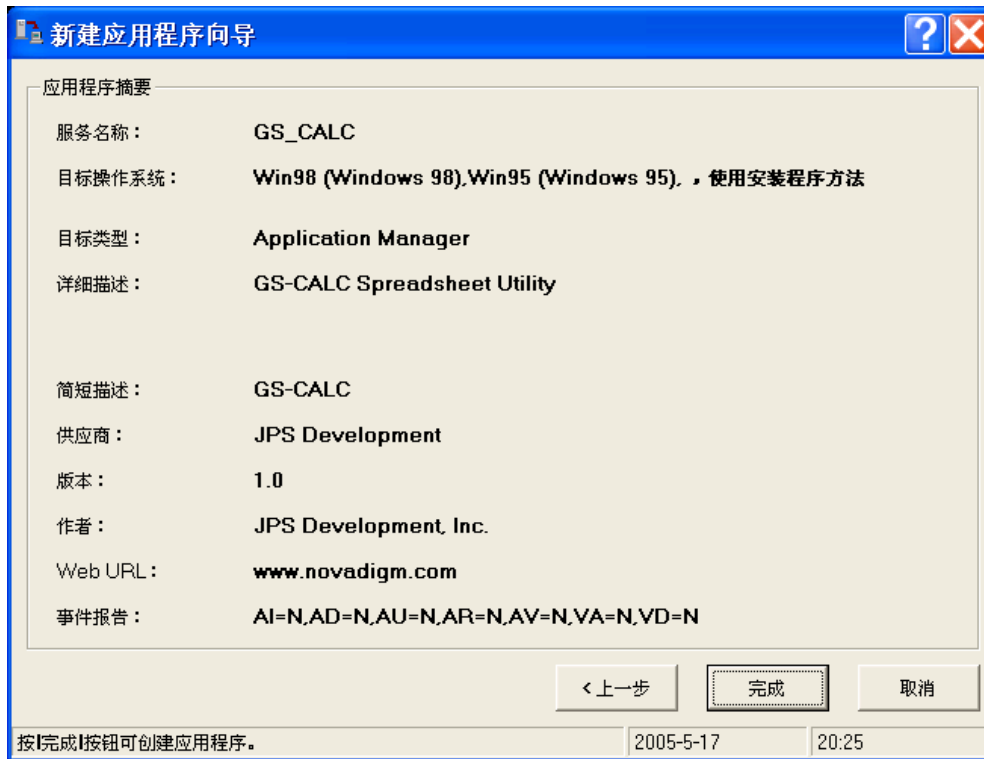 新建应用程序向导
应用程序摘要
服务名称： GS_CALC
目标操作系统： Win98 (Windows 98),Win95 (Windows 95), ，使用安装程序方法
目标类型： Application Manager
详细描述： GS-CALC Spreadsheet Utility
简短描述： GS-CALC
供应商： JPS Development
版本： 1.0
作者： JPS Development, Inc.
Web URL： www.novadigm.com
事件报告： AI=N,AD=N,AU=N,AR=N,AV=N,VA=N,VD=N
<上一步 完成 取消
按|完成|按钮可创建应用程序。 2005-5-17 20:25